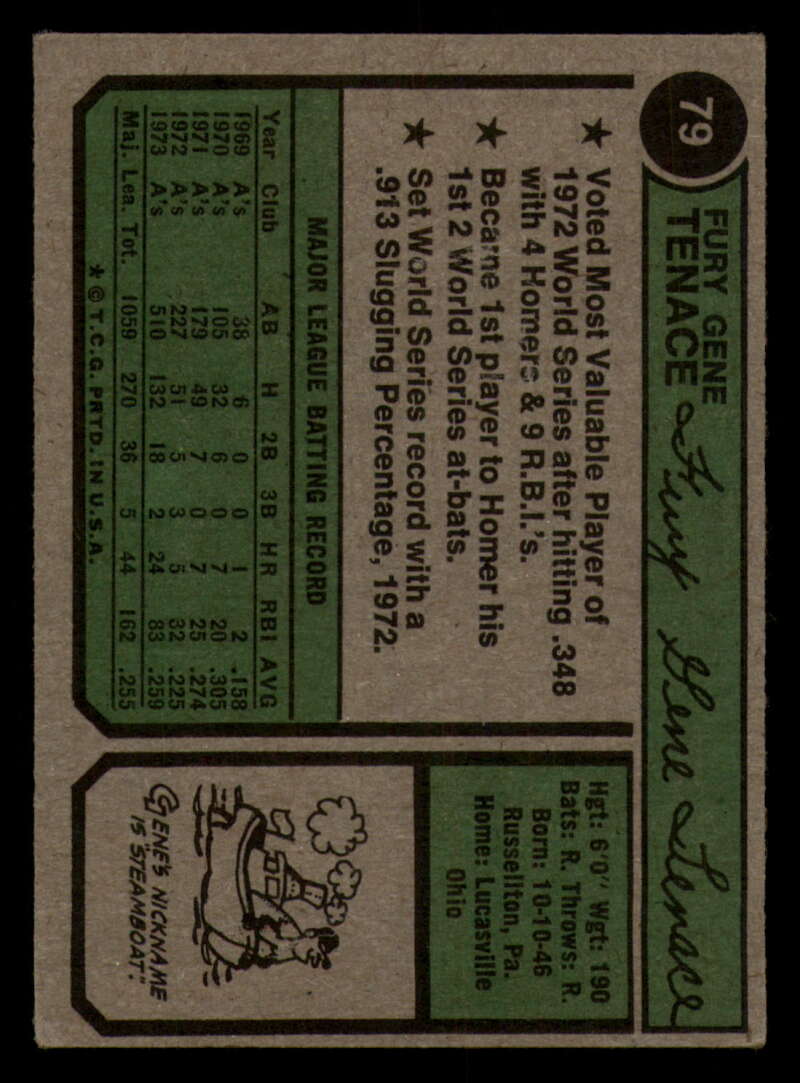 79
FURY GENE
TENACE
Fury Gene Tenace
★ Voted Most Valuable Player of
1972 World Series after hitting .348
with 4 Homers & 9 R.B.I.'s.
★ Became 1st player to Homer his
1st 2 World Series at-bats.
★ Set World Series record with a
.913 Slugging Percentage, 1972.
MAJOR LEAGUE BATTING RECORD
Year Club AB H 2B 3B HR RBI AVG
1969 A's 38 6 0 0 1 2 .158
1970 A's 105 32 6 0 7 20 .305
1971 A's 179 49 7 0 7 25 .274
1972 A's 227 51 5 3 5 32 .225
1973 A's 510 132 18 2 24 83 .259
Maj. Lea. Tot. 1059 270 36 5 44 162 .255
★ © T.C.G. PRTD. IN U.S.A.
Hgt: 6'0" Wgt: 190
Bats: R. Throws: R.
Born: 10-10-46
Russellton, Pa.
Home: Lucasville
Ohio
GENE'S NICKNAME
IS "STEAMBOAT."